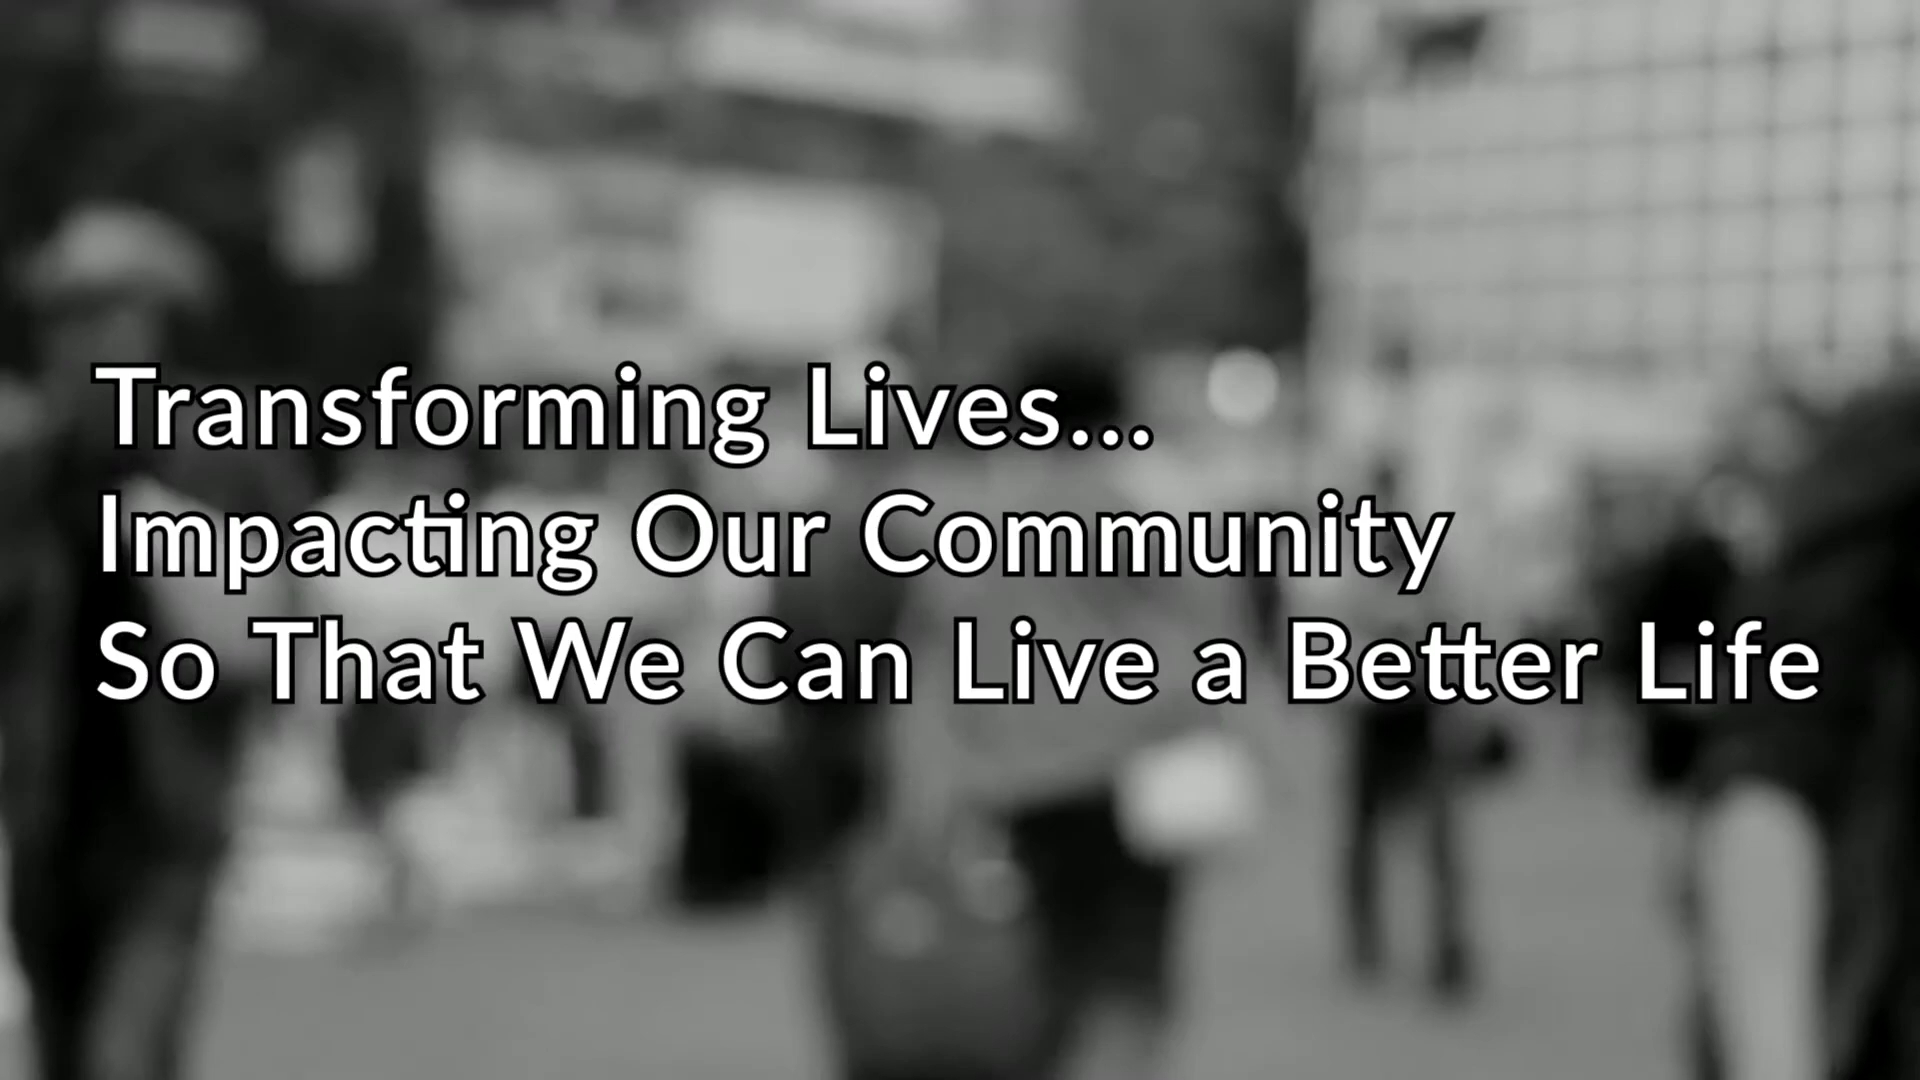 Transforming Lives...
Impacting Our Community
So That We Can Live a Better Life